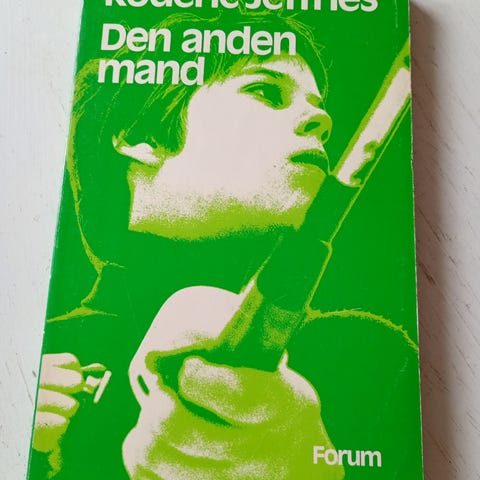 Roderic Jeffries
Den anden
mand
Forum